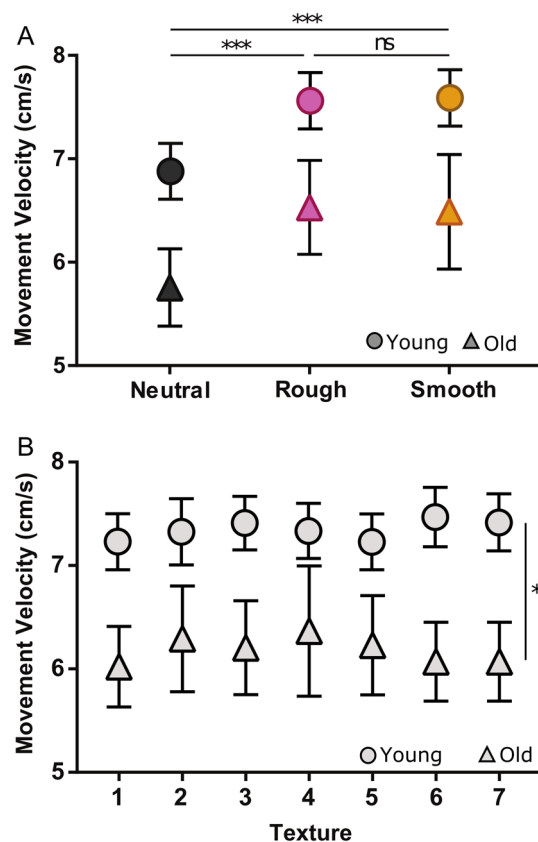 A
***
***
ns
Movement Velocity (cm/s)
8
7
6
5
Young
Old
Neutral
Rough
Smooth
B
Movement Velocity (cm/s)
8
7
6
5
*
Young
Old
1 2 3 4 5 6 7
Texture